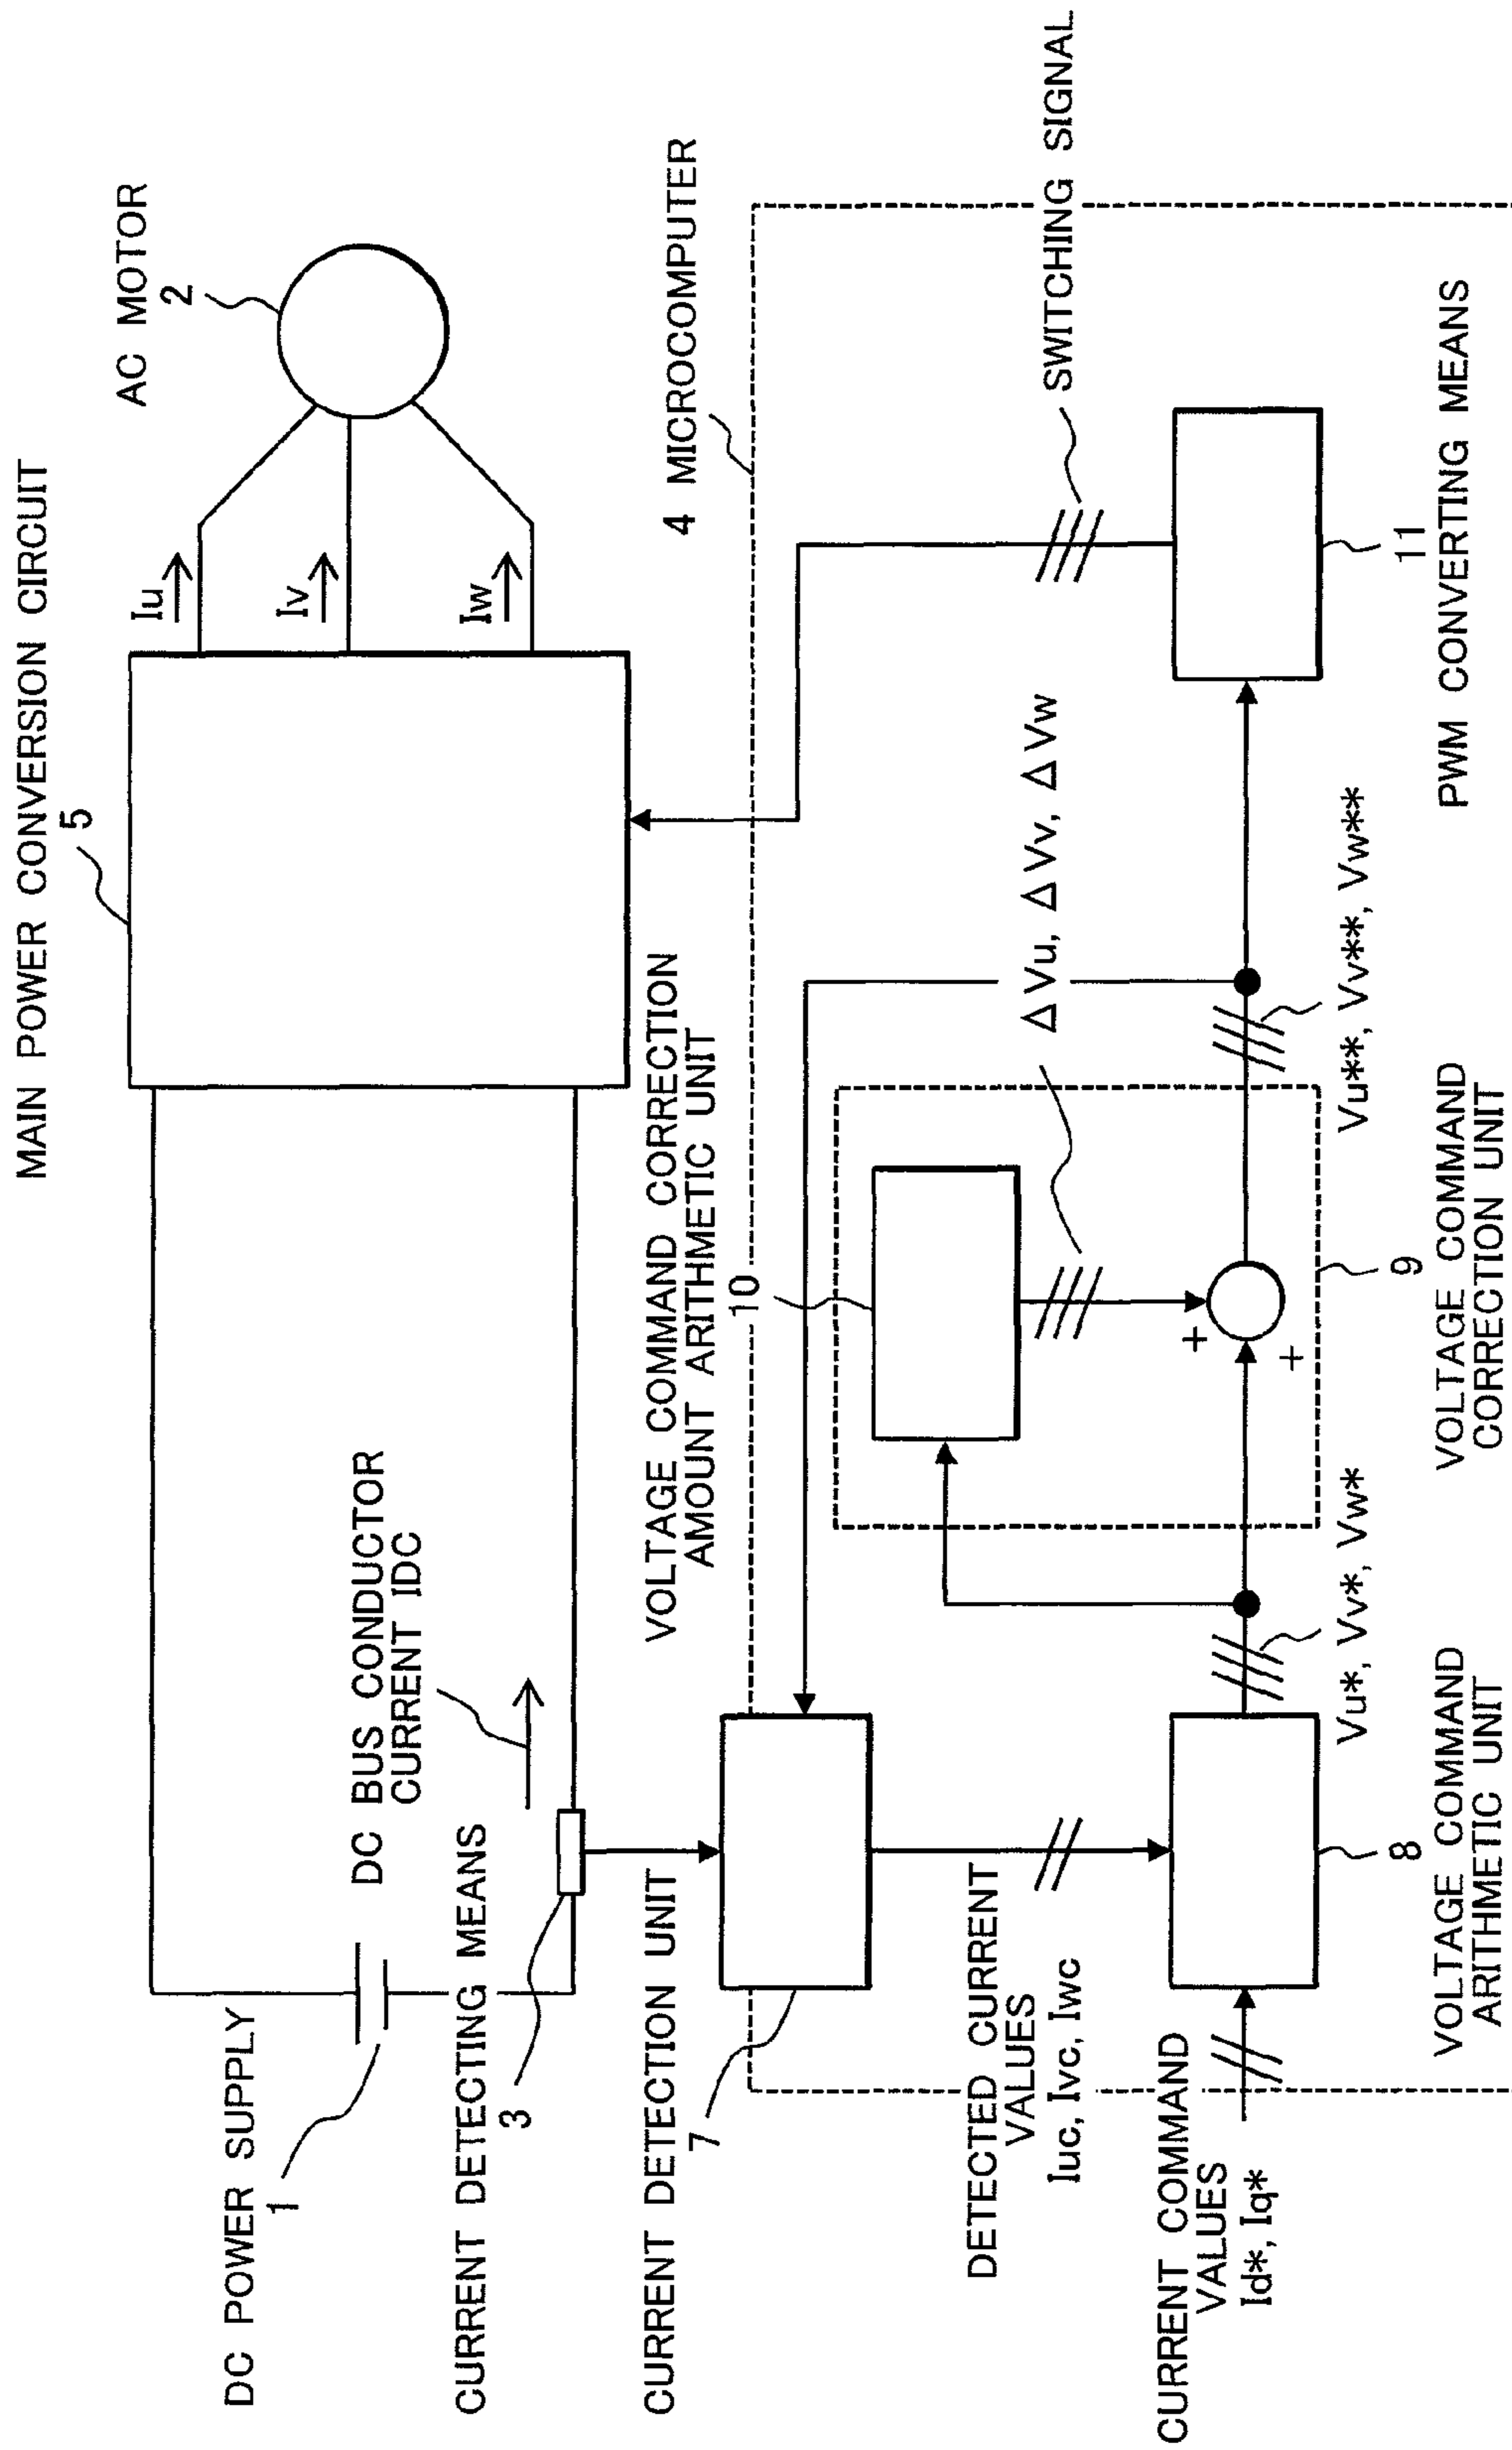 MAIN POWER CONVERSION CIRCUIT
5
AC MOTOR
2
Iu
Iv
Iw
DC POWER SUPPLY
1
DC BUS CONDUCTOR
CURRENT IDC
CURRENT DETECTING MEANS
3
CURRENT DETECTION UNIT
7
VOLTAGE COMMAND CORRECTION
AMOUNT ARITHMETIC UNIT
10
4 MICROCOMPUTER
SWITCHING SIGNAL
ΔVu, ΔVv, ΔVw
DETECTED CURRENT
VALUES
Iuc, Ivc, Iwc
CURRENT COMMAND
VALUES
Id*, Iq*
+
+
Vu*, Vv*, Vw*
Vu**, Vv**, Vw**
8
VOLTAGE COMMAND
ARITHMETIC UNIT
9
VOLTAGE COMMAND
CORRECTION UNIT
11
PWM CONVERTING MEANS